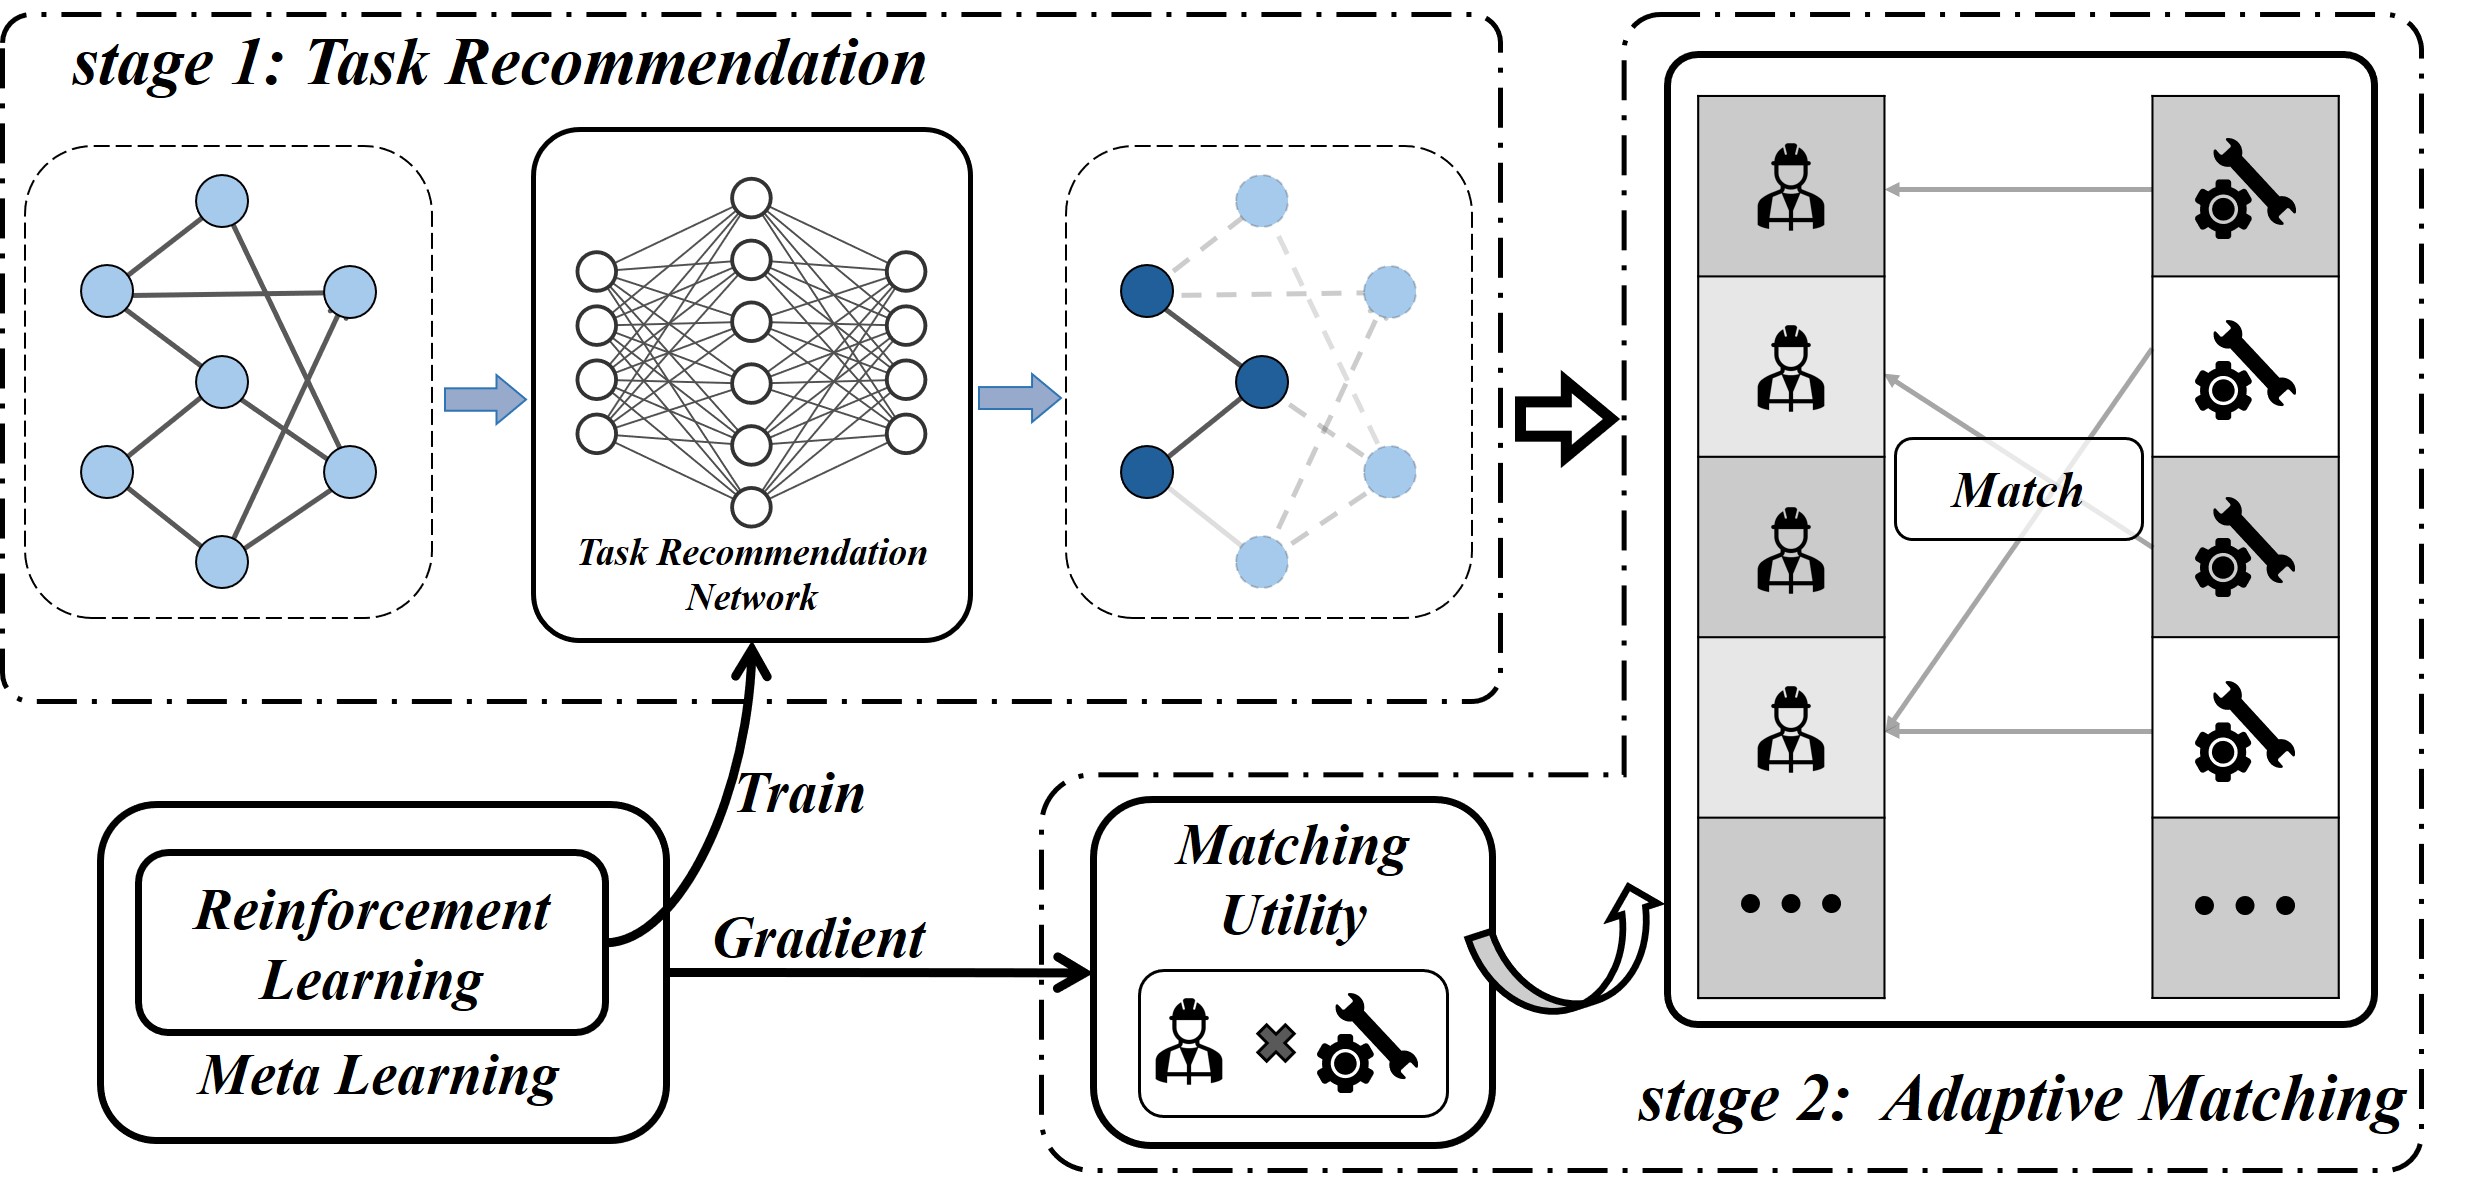 stage 1: Task Recommendation
Task Recommendation
Network
Match
Train
Gradient
Reinforcement
Learning
Meta Learning
Matching
Utility
stage 2: Adaptive Matching